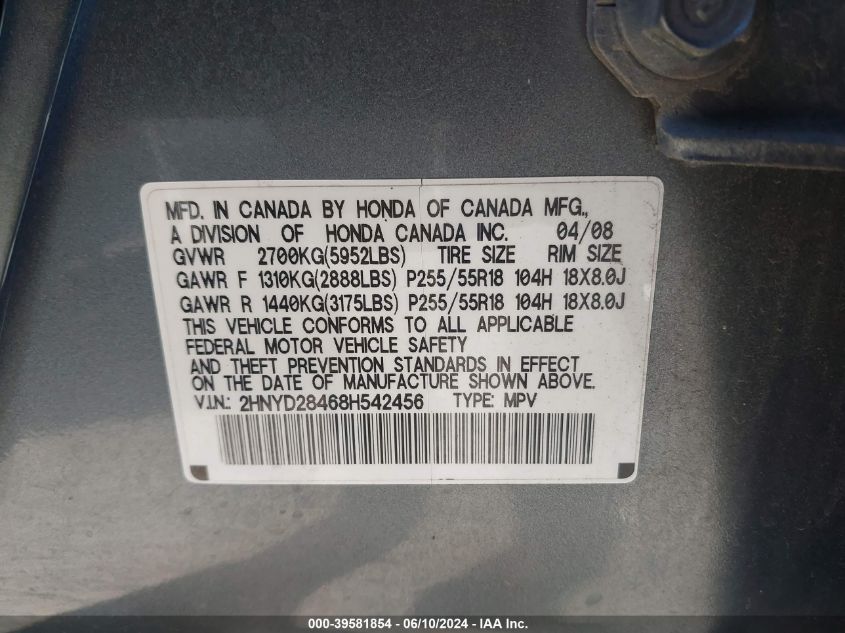 MFD. IN CANADA BY HONDA OF CANADA MFG.,
A DIVISION OF HONDA CANADA INC. 04/08
GVWR 2700KG(5952LBS) TIRE SIZE RIM SIZE
GAWR F 1310KG(2888LBS) P255/55R18 104H 18X8.0J
GAWR R 1440KG(3175LBS) P255/55R18 104H 18X8.0J
THIS VEHICLE CONFORMS TO ALL APPLICABLE
FEDERAL MOTOR VEHICLE SAFETY
AND THEFT PREVENTION STANDARDS IN EFFECT
ON THE DATE OF MANUFACTURE SHOWN ABOVE.
V.I.N.: 2HNYD28468H542456 TYPE: MPV
000-39581854 - 06/10/2024 - IAA Inc.